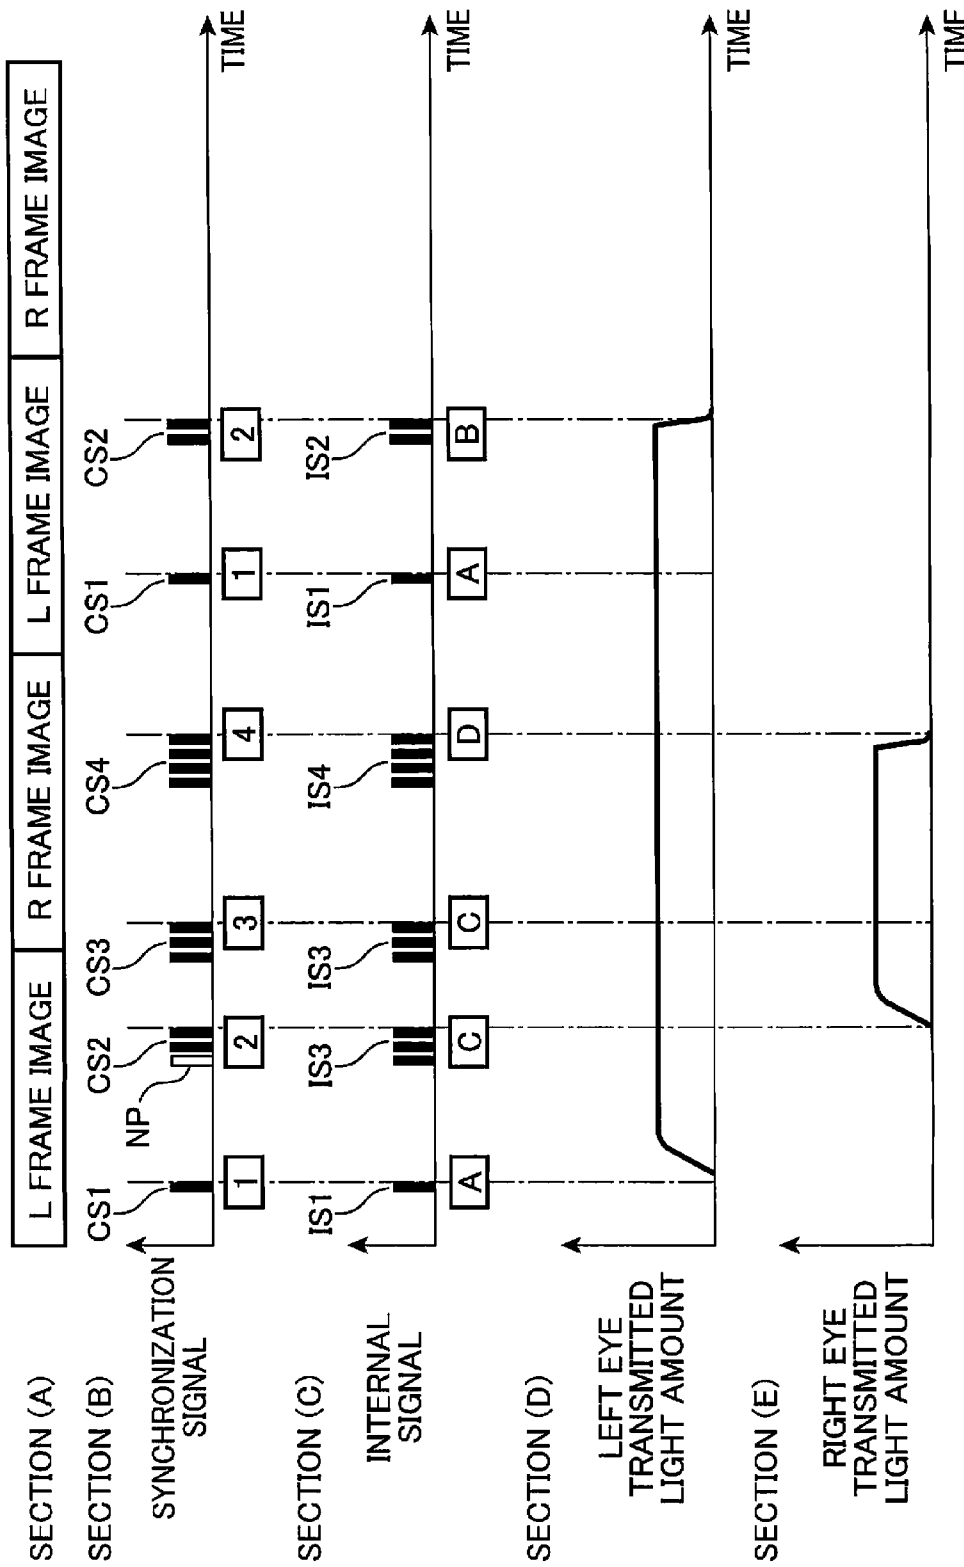 SECTION (A)
L FRAME IMAGE
R FRAME IMAGE
L FRAME IMAGE
R FRAME IMAGE
SECTION (B)
SYNCHRONIZATION
SIGNAL
CS1
NP
CS2
CS3
CS4
CS1
CS2
1
2
3
4
1
2
TIME
SECTION (C)
INTERNAL
SIGNAL
IS1
IS3
IS3
IS4
IS1
IS2
A
C
C
D
A
B
TIME
SECTION (D)
LEFT EYE
TRANSMITTED
LIGHT AMOUNT
TIME
SECTION (E)
RIGHT EYE
TRANSMITTED
LIGHT AMOUNT
TIME